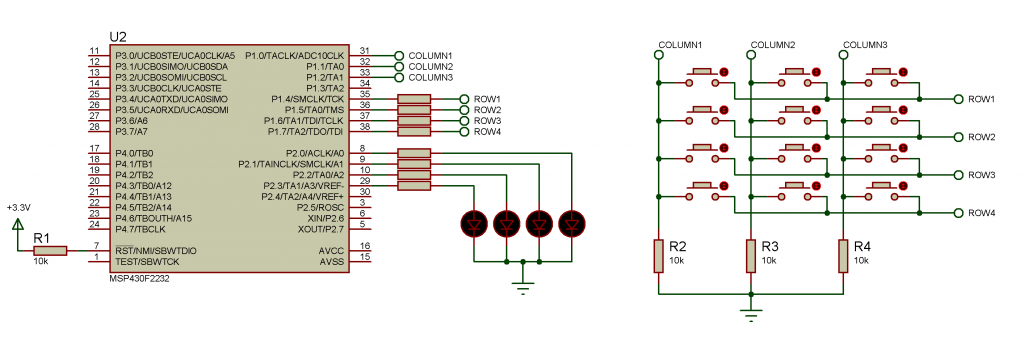 U2
11 P3.0/UCB0STE/UCA0CLK/A5 P1.0/TACLK/ADC10CLK 31 COLUMN1
12 P3.1/UCB0SIMO/UCB0SDA P1.1/TA0 32 COLUMN2
13 P3.2/UCB0SOMI/UCB0SCL P1.2/TA1 33 COLUMN3
14 P3.3/UCB0CLK/UCA0STE P1.3/TA2 34
25 P3.4/UCA0TXD/UCA0SIMO P1.4/SMCLK/TCK 35 ROW1
26 P3.5/UCA0RXD/UCA0SOMI P1.5/TA0/TMS 36 ROW2
27 P3.6/A6 P1.6/TA1/TDI/TCLK 37 ROW3
28 P3.7/A7 P1.7/TA2/TDO/TDI 38 ROW4
17 P4.0/TB0 P2.0/ACLK/A0 8
18 P4.1/TB1 P2.1/TAINCLK/SMCLK/A1 9
19 P4.2/TB2 P2.2/TA0/A2 10
20 P4.3/TB0/A12 P2.3/TA1/A3/VREF- 29
21 P4.4/TB1/A13 P2.4/TA2/A4/VREF+ 30
22 P4.5/TB2/A14 P2.5/ROSC 3
23 P4.6/TBOUTH/A15 XIN/P2.6 6
24 P4.7/TBCLK XOUT/P2.7 5
7 RST/NMI/SBWTDIO AVCC 16
1 TEST/SBWTCK AVSS 15
MSP430F2232
+3.3V
R1
10k
COLUMN1 COLUMN2 COLUMN3
ROW1
ROW2
ROW3
ROW4
R2 R3 R4
10k 10k 10k